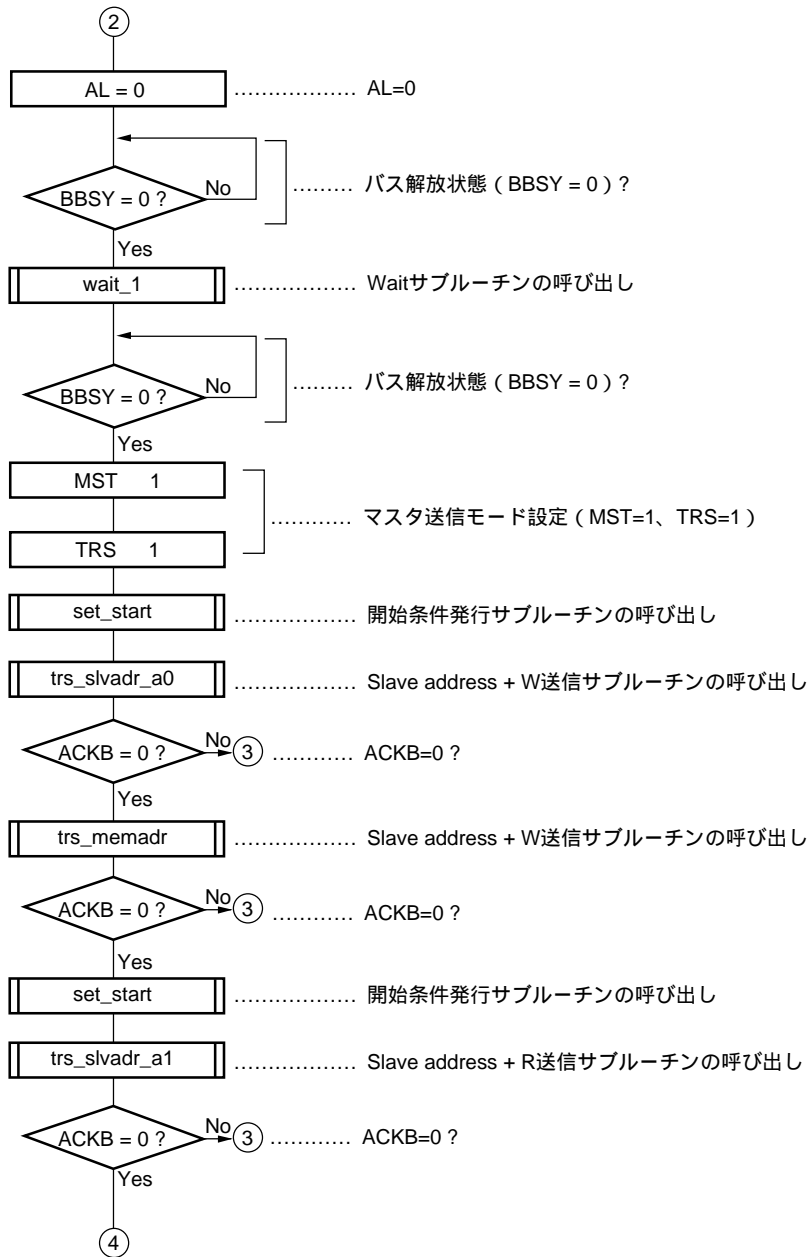 2
AL = 0 .................. AL=0
BBSY = 0 ? No ......... バス解放状態（BBSY = 0）?
Yes
wait_1 .................. Waitサブルーチンの呼び出し
BBSY = 0 ? No ......... バス解放状態（BBSY = 0）?
Yes
MST 1
............ マスタ送信モード設定（MST=1、TRS=1）
TRS 1
set_start .................. 開始条件発行サブルーチンの呼び出し
trs_slvadr_a0 .................. Slave address + W送信サブルーチンの呼び出し
ACKB = 0 ? No 3 ............ ACKB=0 ?
Yes
trs_memadr .................. Slave address + W送信サブルーチンの呼び出し
ACKB = 0 ? No 3 ............ ACKB=0 ?
Yes
set_start .................. 開始条件発行サブルーチンの呼び出し
trs_slvadr_a1 .................. Slave address + R送信サブルーチンの呼び出し
ACKB = 0 ? No 3 ............ ACKB=0 ?
Yes
4